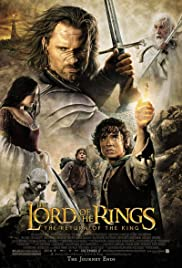 THE
LORD OF THE RINGS
THE RETURN OF THE KING
THE JOURNEY ENDS